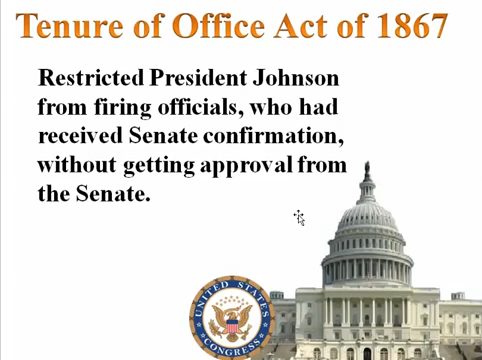 Tenure of Office Act of 1867
Restricted President Johnson
from firing officials, who had
received Senate confirmation,
without getting approval from
the Senate.
UNITED STATES
CONGRESS